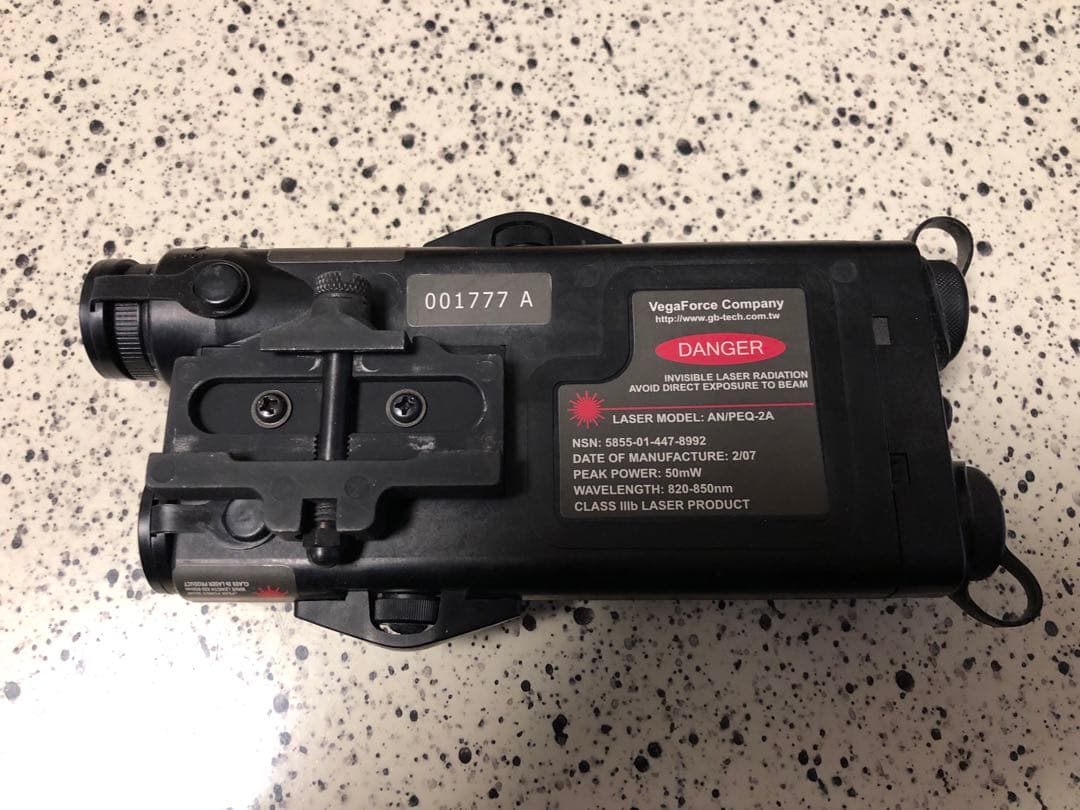 001777 A
VegaForce Company
http://www.gb-tech.com.tw
DANGER
INVISIBLE LASER RADIATION
AVOID DIRECT EXPOSURE TO BEAM
LASER MODEL: AN/PEQ-2A
NSN: 5855-01-447-8992
DATE OF MANUFACTURE: 2/07
PEAK POWER: 50mW
WAVELENGTH: 820-850nm
CLASS IIIb LASER PRODUCT